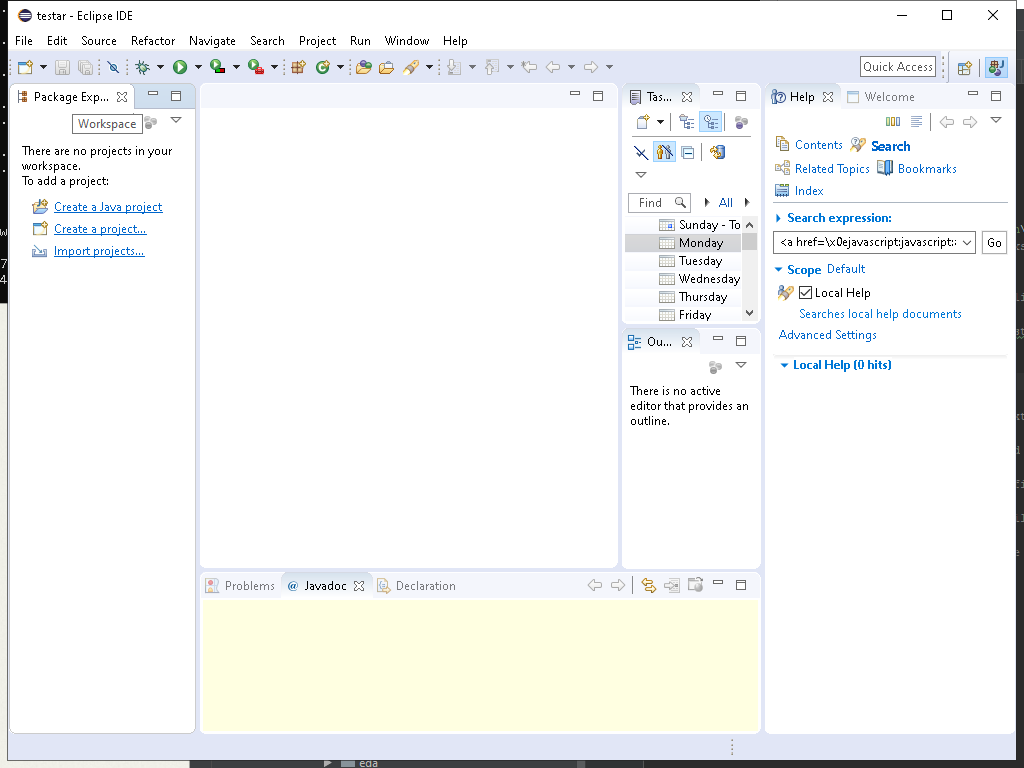 testar - Eclipse IDE
File Edit Source Refactor Navigate Search Project Run Window Help
Quick Access
Package Exp...
Workspace
There are no projects in your
workspace.
To add a project:
Create a Java project
Create a project...
Import projects...
Tas...
Find
All
Sunday - To
Monday
Tuesday
Wednesday
Thursday
Friday
Ou...
There is no active
editor that provides an
outline.
Help
Welcome
Contents
Search
Related Topics
Bookmarks
Index
Search expression:
<a href=\x0ejavascript:javascript:
Go
Scope Default
Local Help
Searches local help documents
Advanced Settings
Local Help (0 hits)
Problems
@ Javadoc
Declaration
eda